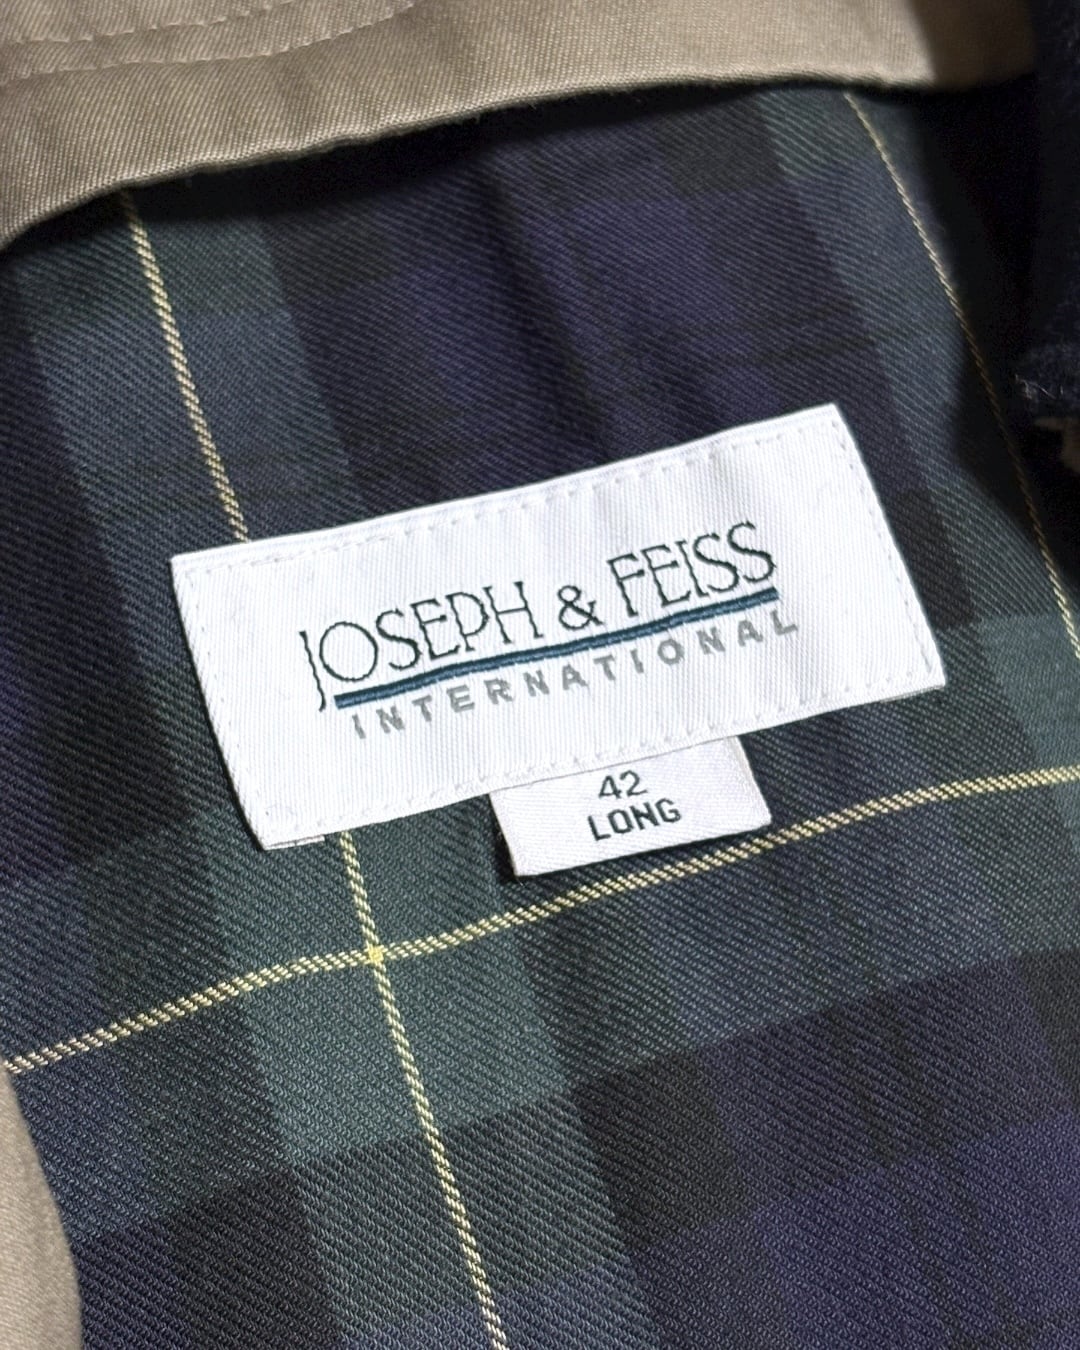 JOSEPH & FEISS
INTERNATIONAL
42
LONG